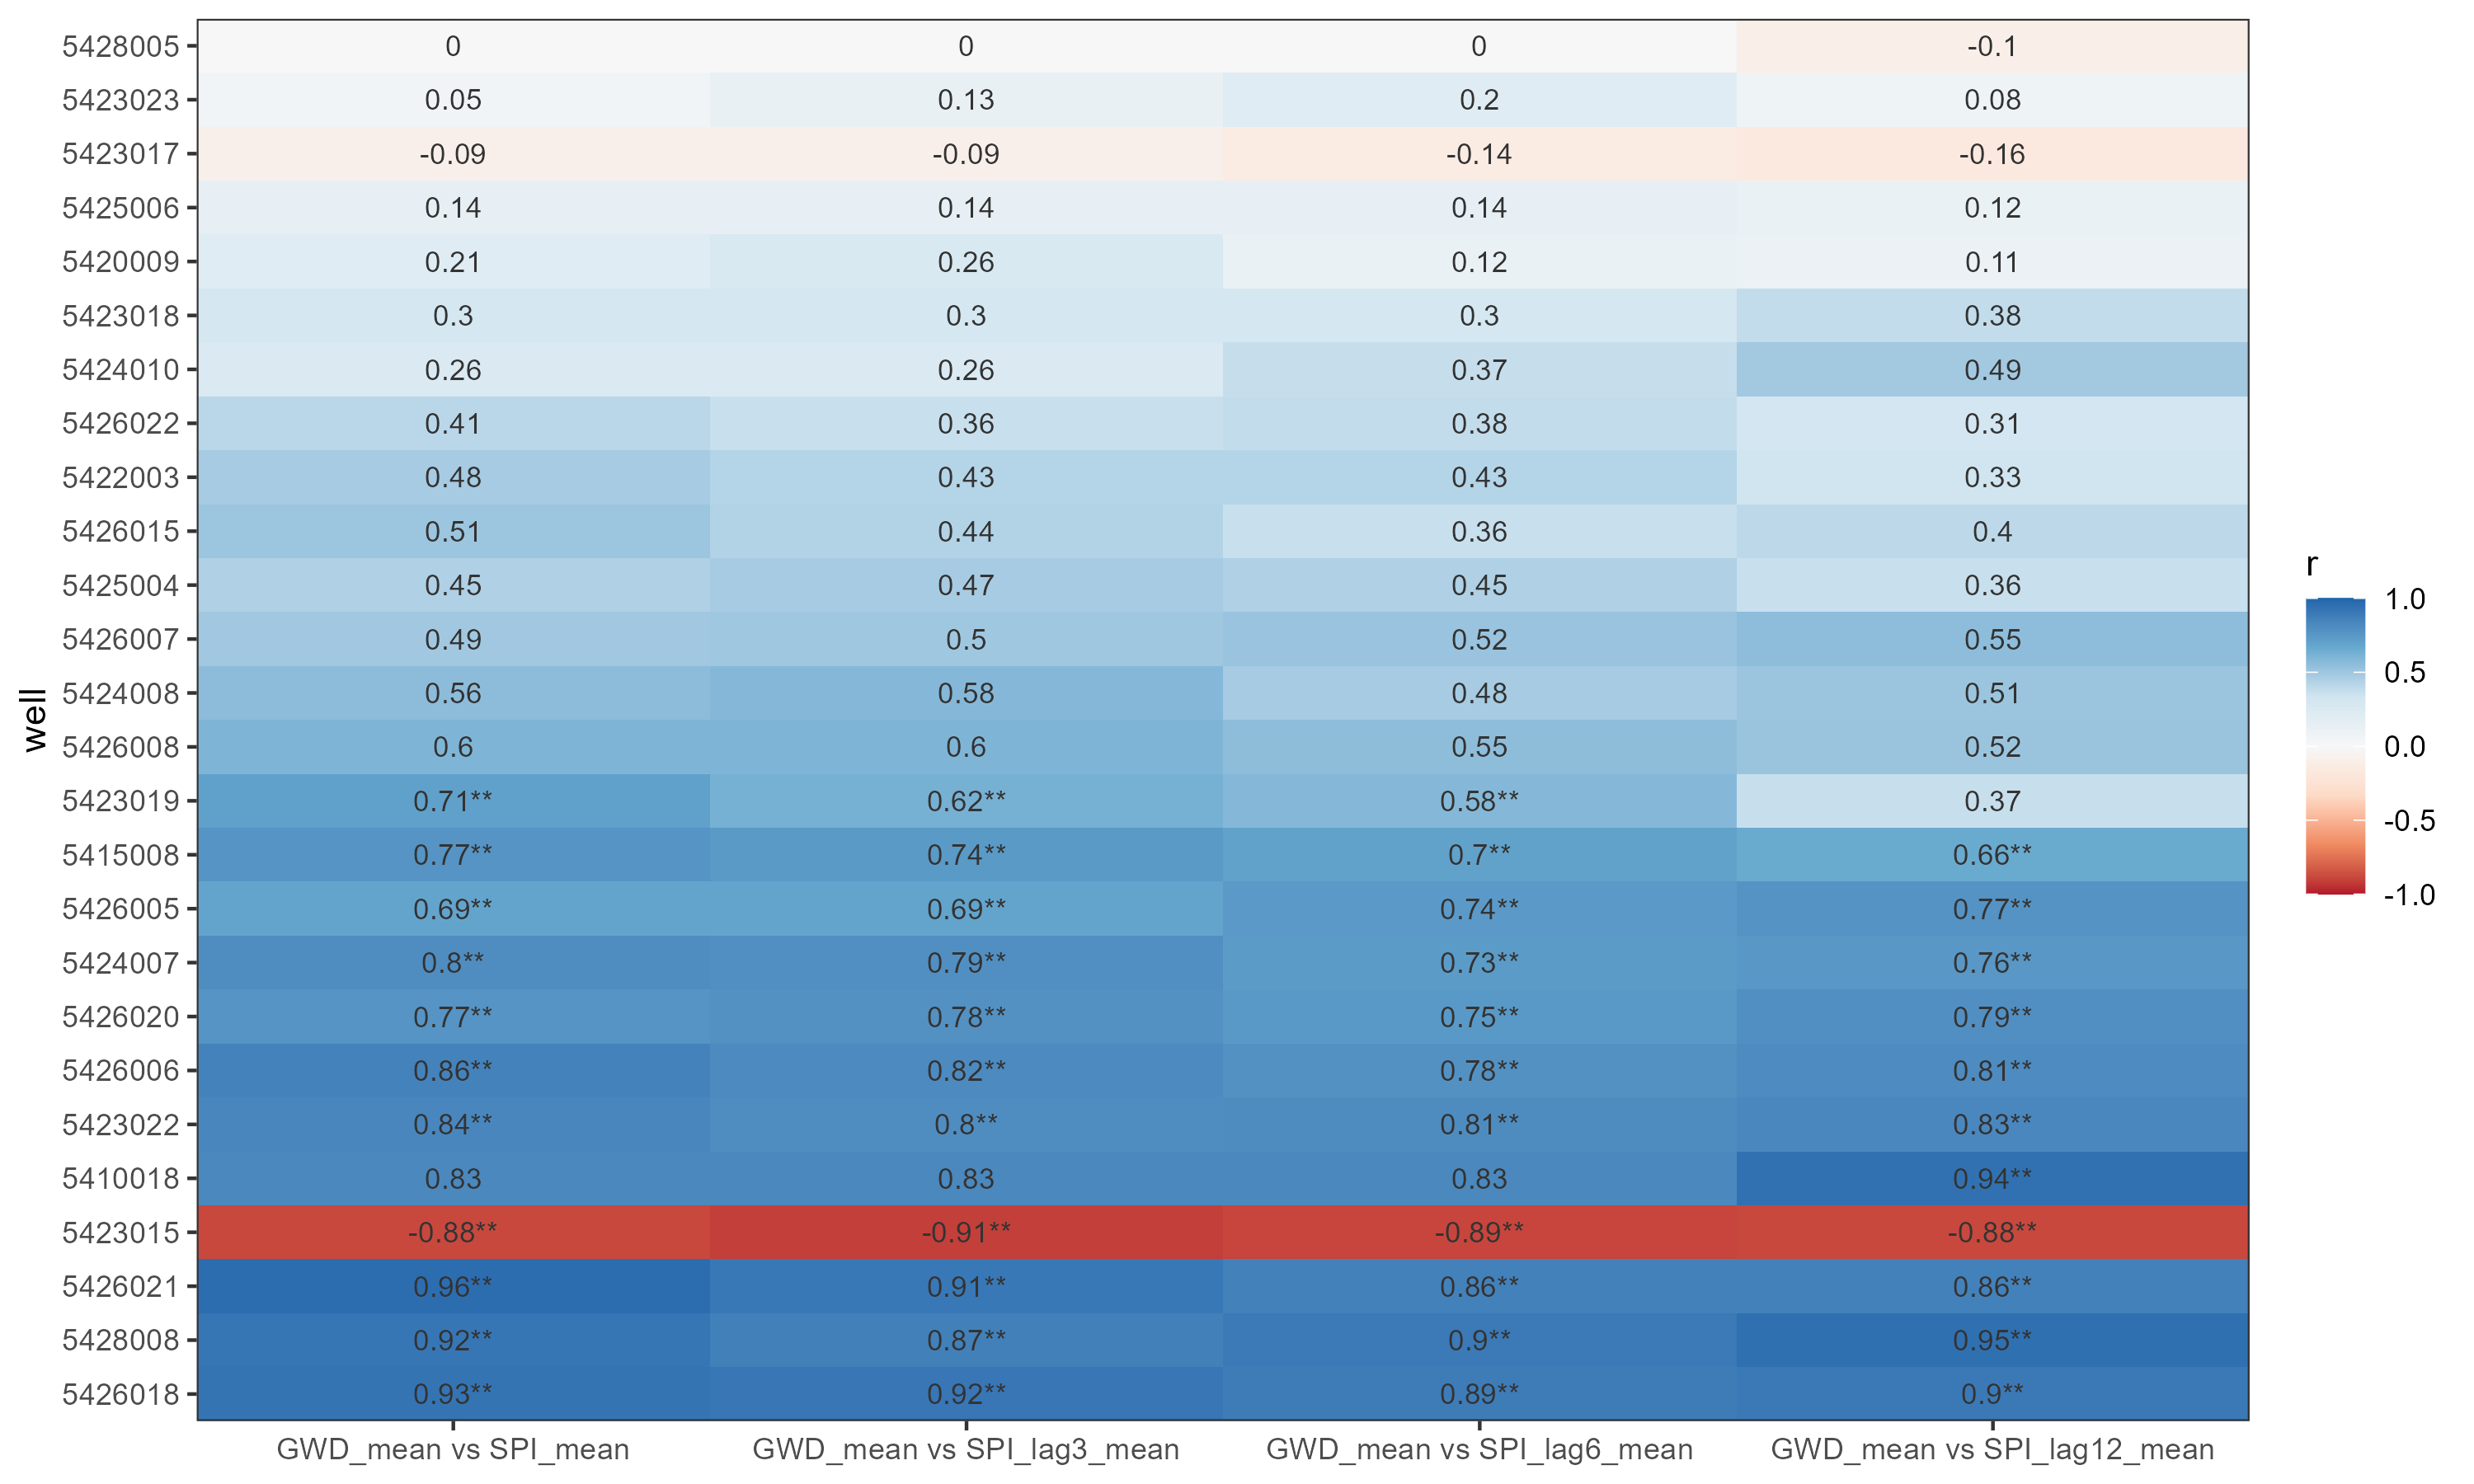 5428005 0 0 0 -0.1
5423023 0.05 0.13 0.2 0.08
5423017 -0.09 -0.09 -0.14 -0.16
5425006 0.14 0.14 0.14 0.12
5420009 0.21 0.26 0.12 0.11
5423018 0.3 0.3 0.3 0.38
5424010 0.26 0.26 0.37 0.49
5426022 0.41 0.36 0.38 0.31
5422003 0.48 0.43 0.43 0.33
5426015 0.51 0.44 0.36 0.4
5425004 0.45 0.47 0.45 0.36
5426007 0.49 0.5 0.52 0.55
5424008 0.56 0.58 0.48 0.51
5426008 0.6 0.6 0.55 0.52
5423019 0.71** 0.62** 0.58** 0.37
5415008 0.77** 0.74** 0.7** 0.66**
5426005 0.69** 0.69** 0.74** 0.77**
5424007 0.8** 0.79** 0.73** 0.76**
5426020 0.77** 0.78** 0.75** 0.79**
5426006 0.86** 0.82** 0.78** 0.81**
5423022 0.84** 0.8** 0.81** 0.83**
5410018 0.83 0.83 0.83 0.94**
5423015 -0.88** -0.91** -0.89** -0.88**
5426021 0.96** 0.91** 0.86** 0.86**
5428008 0.92** 0.87** 0.9** 0.95**
5426018 0.93** 0.92** 0.89** 0.9**
GWD_mean vs SPI_mean GWD_mean vs SPI_lag3_mean GWD_mean vs SPI_lag6_mean GWD_mean vs SPI_lag12_mean
well
r
1.0
0.5
0.0
-0.5
-1.0